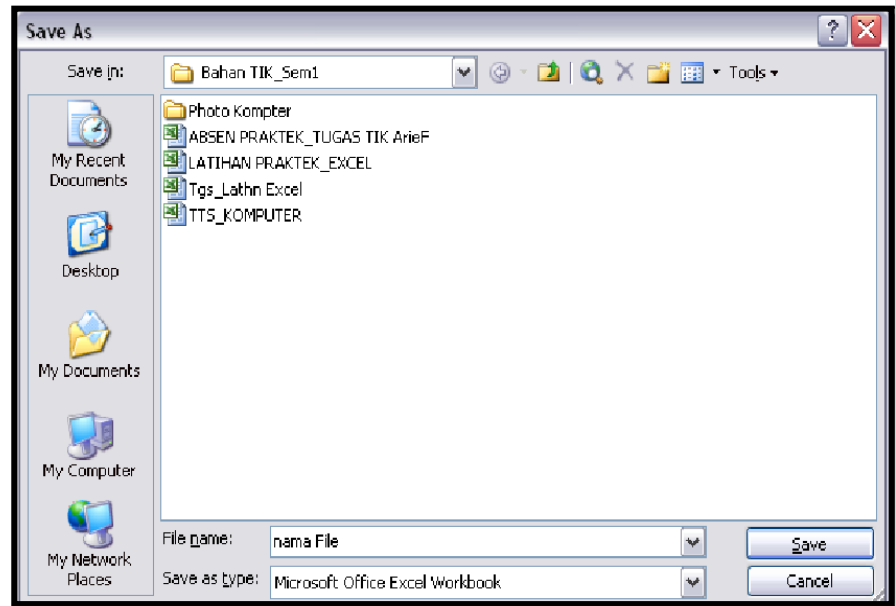 Save As
Save in:
Bahan TIK_Sem1
Tools
My Recent
Documents
Desktop
My Documents
My Computer
My Network
Places
Photo Kompter
ABSEN PRAKTEK_TUGAS TIK ArieF
LATIHAN PRAKTEK_EXCEL
Tgs_Lathn Excel
TTS_KOMPUTER
File name:
nama File
Save
Save as type:
Microsoft Office Excel Workbook
Cancel